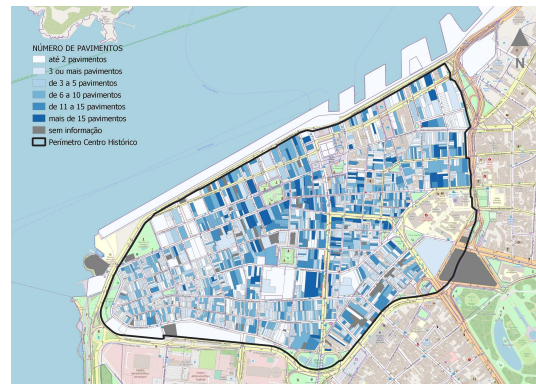 NÚMERO DE PAVIMENTOS
até 2 pavimentos
3 ou mais pavimentos
de 3 a 5 pavimentos
de 6 a 10 pavimentos
de 11 a 15 pavimentos
mais de 15 pavimentos
sem informação
Perímetro Centro Histórico
N